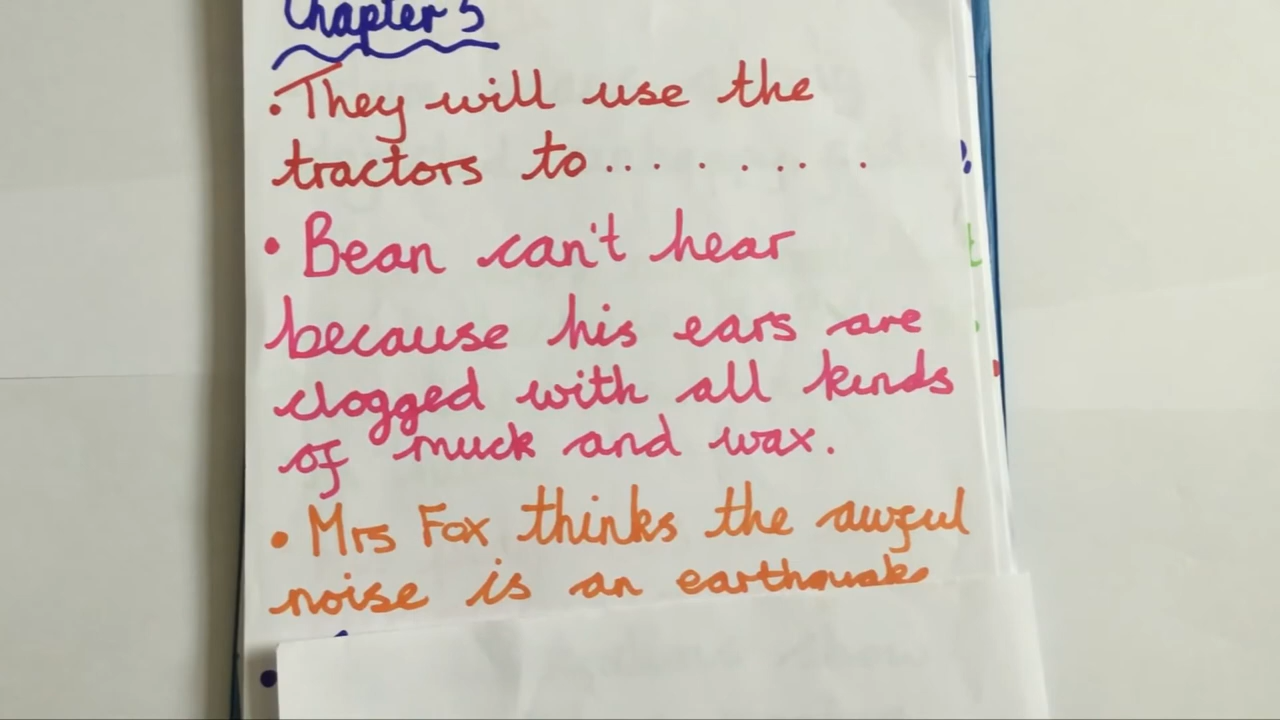 Chapter 5
• They will use the
tractors to.........
• Bean can't hear
because his ears are
clogged with all kinds
of muck and wax.
• Mrs Fox thinks the awful
noise is an earthquake